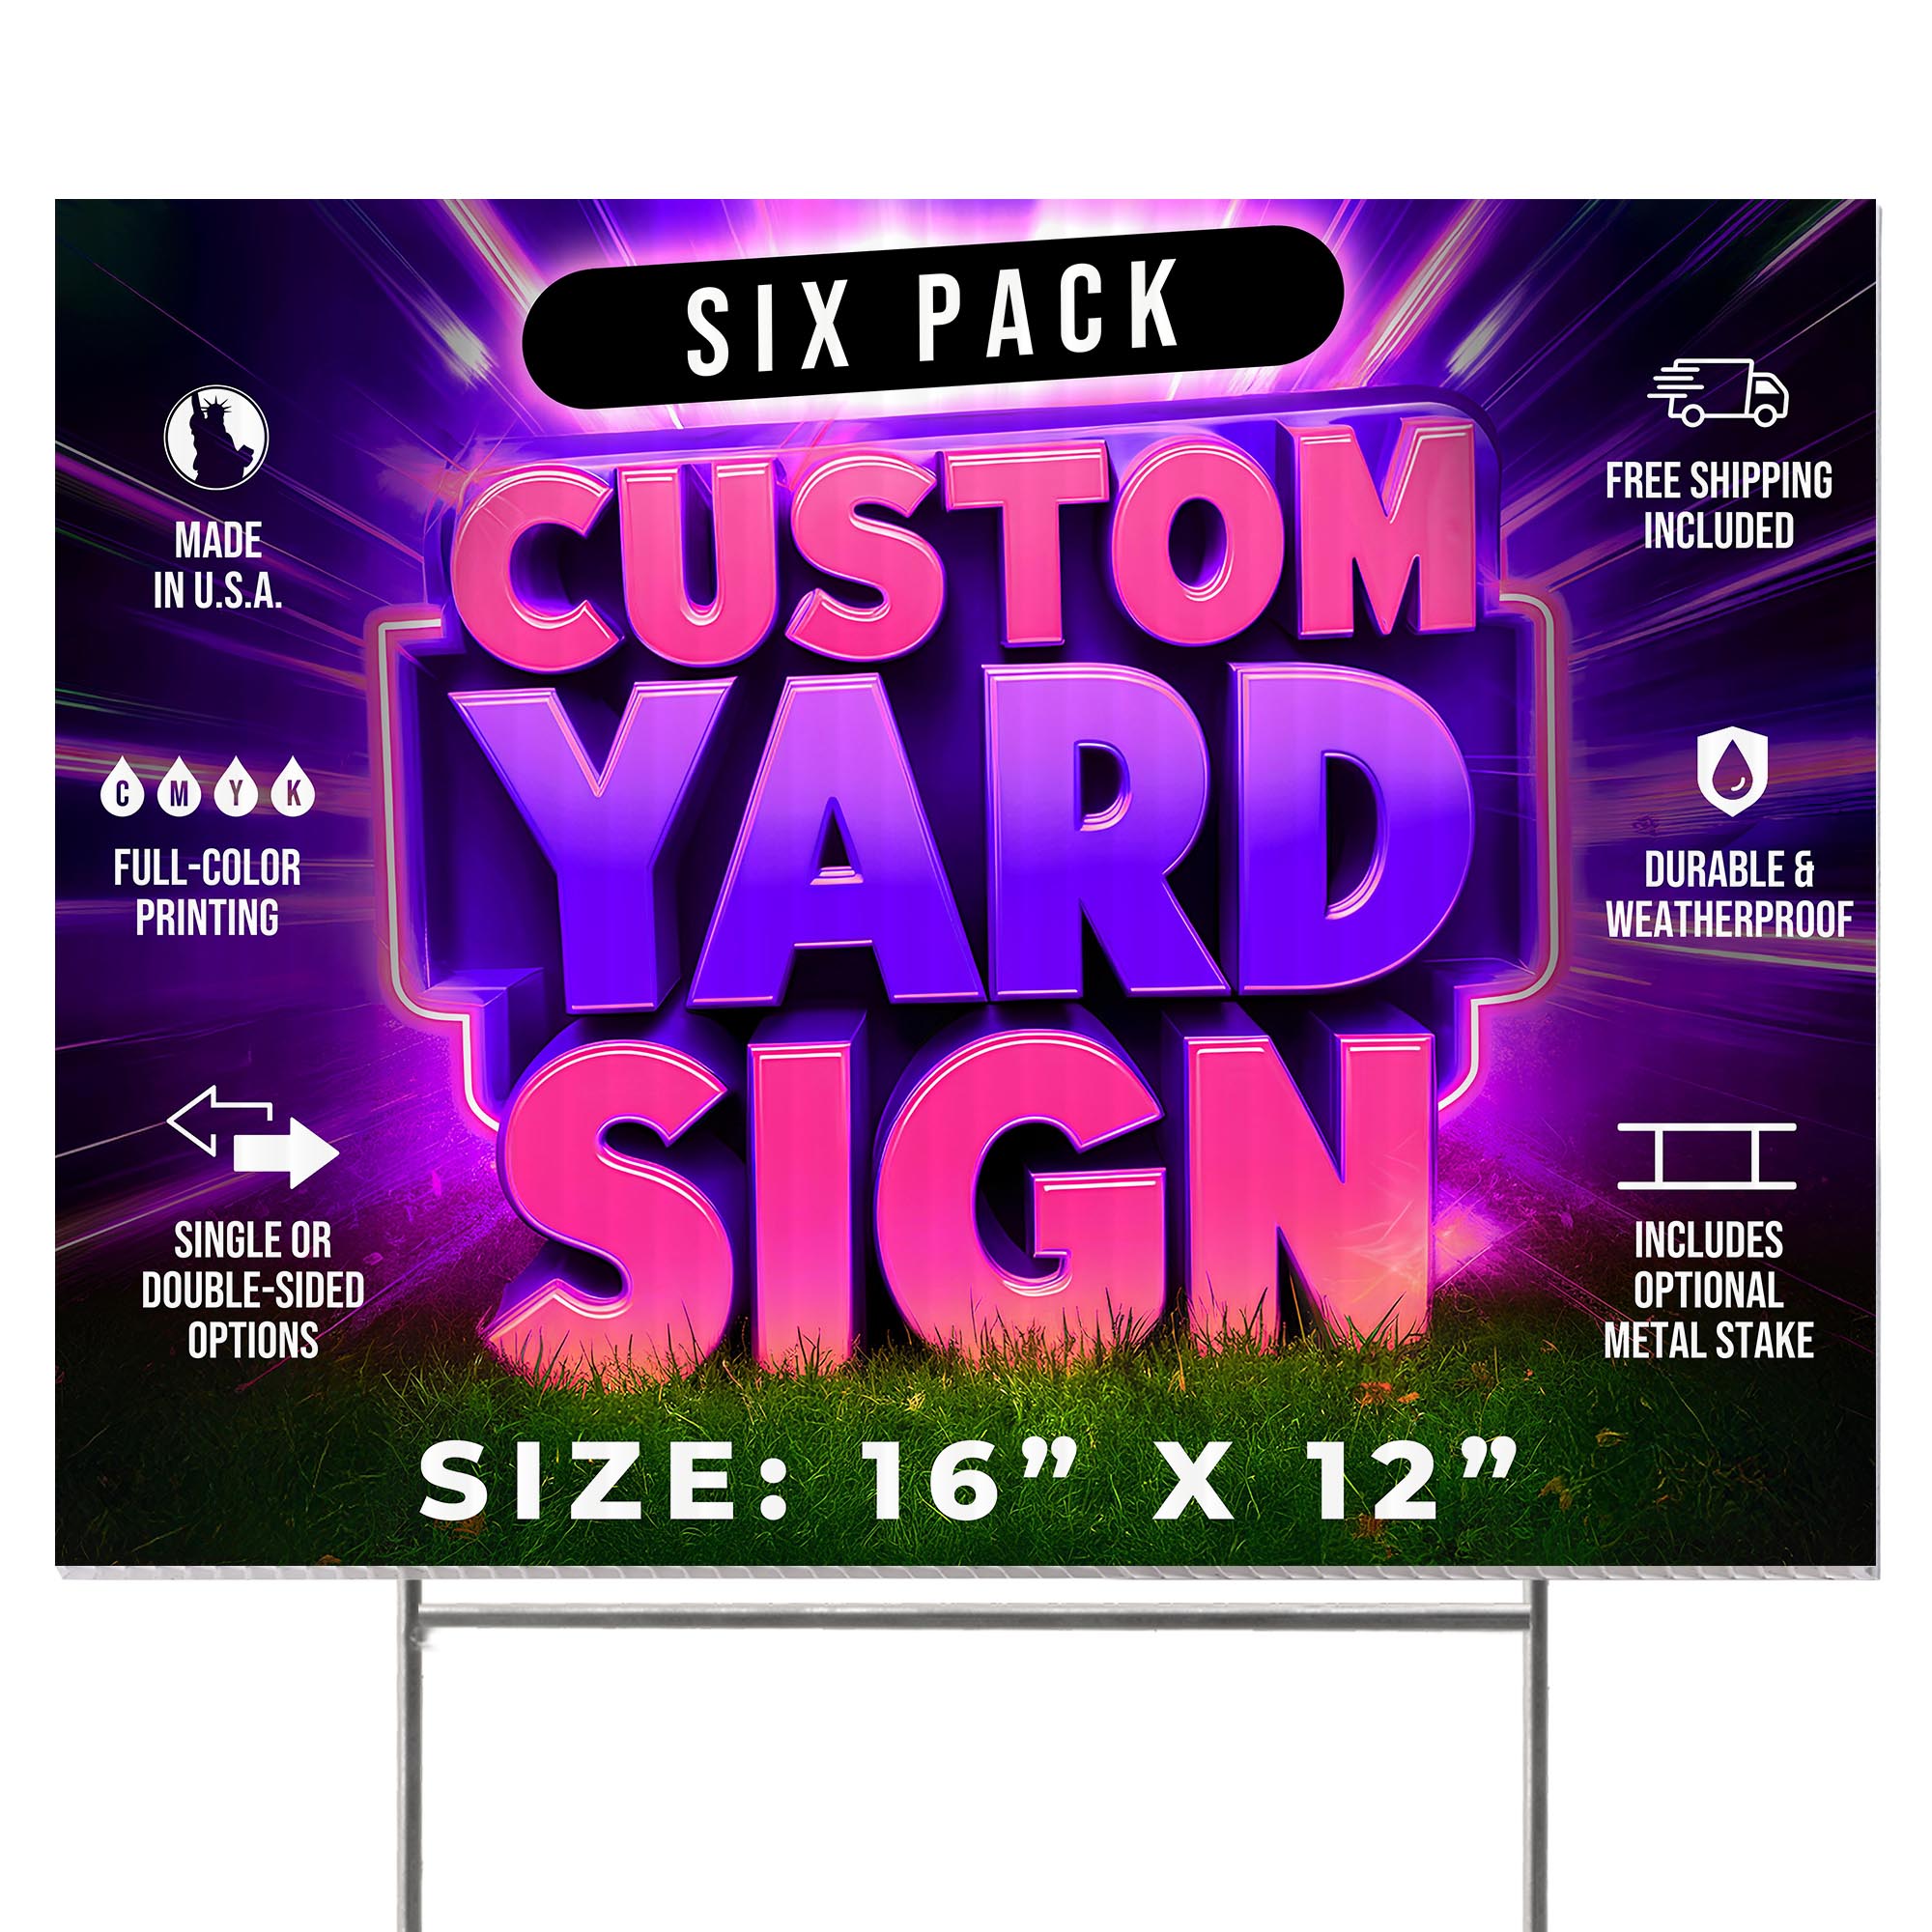 SIX PACK
CUSTOM
YARD
SIGN
MADE
IN U.S.A.
C M Y K
FULL-COLOR
PRINTING
SINGLE OR
DOUBLE-SIDED
OPTIONS
FREE SHIPPING
INCLUDED
DURABLE &
WEATHERPROOF
INCLUDES
OPTIONAL
METAL STAKE
SIZE: 16” X 12”